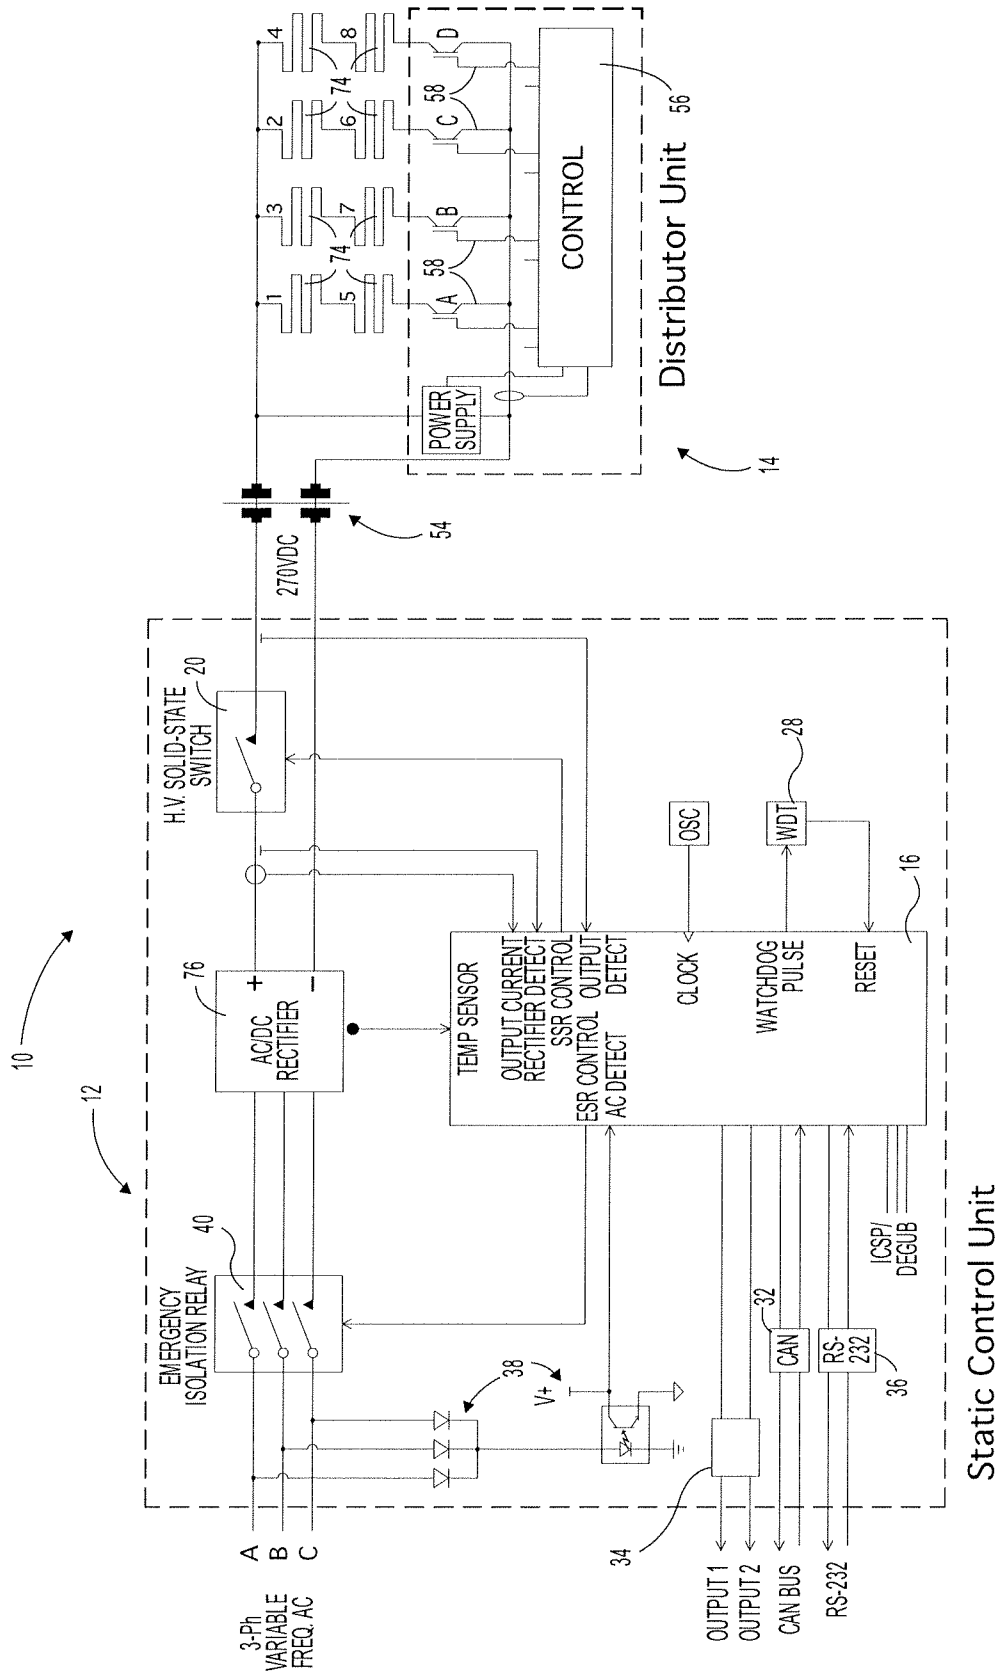 10
12
3-Ph
VARIABLE
FREQ. AC
A
B
C
EMERGENCY
ISOLATION RELAY
40
AC/DC
RECTIFIER
+
–
76
H.V. SOLID-STATE
SWITCH
20
270VDC
54
1
3
2
4
74
74
5
7
6
8
A
B
C
D
58
58
POWER
SUPPLY
CONTROL
56
Distributor Unit
14
38
V+
TEMP SENSOR
OUTPUT CURRENT
RECTIFIER DETECT
SSR CONTROL
ESR CONTROL
OUTPUT
DETECT
AC DETECT
CLOCK
OSC
WATCHDOG
PULSE
WDT
28
RESET
16
34
OUTPUT 1
OUTPUT 2
CAN BUS
RS-232
CAN
32
RS-
232
36
ICSP/
DEGUB
Static Control Unit